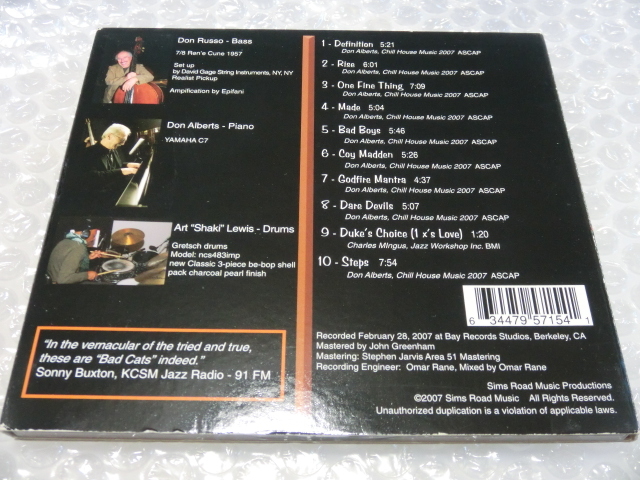 Don Russo - Bass
7/8 Ren'e Cune 1957
Set up
by David Gage String Instruments, NY, NY
Realist Pickup
Ampification by Epifani
Don Alberts - Piano
YAMAHA C7
Art "Shaki" Lewis - Drums
Gretsch drums
Model: ncs483imp
new Classic 3-piece be-bop shell
pack charcoal pearl finish
"In the vernacular of the tried and true,
these are "Bad Cats" indeed."
Sonny Buxton, KCSM Jazz Radio - 91 FM
1 - Definition 5:21
Don Alberts, Chill House Music 2007 ASCAP
2 - Rise 6:01
Don Alberts, Chill House Music 2007 ASCAP
3 - One Fine Thing 7:09
Don Alberts, Chill House Music 2007 ASCAP
4 - Made 5:04
Don Alberts, Chill House Music 2007 ASCAP
5 - Bad Boys 5:46
Don Alberts, Chill House Music 2007 ASCAP
6 - Coy Madden 5:26
Don Alberts, Chill House Music 2007 ASCAP
7 - Godfire Mantra 4:37
Don Alberts, Chill House Music 2007 ASCAP
8 - Dare Devils 5:07
Don Alberts, Chill House Music 2007 ASCAP
9 - Duke's Choice (1 x's Love) 1:20
Charles Mingus, Jazz Workshop Inc. BMI
10 - Steps 7:54
Don Alberts, Chill House Music 2007 ASCAP
6 34479 57154 1
Recorded February 28, 2007 at Bay Records Studios, Berkeley, CA
Mastered by John Greenham
Mastering: Stephen Jarvis Area 51 Mastering
Recording Engineer: Omar Rane, Mixed by Omar Rane
Sims Road Music Productions
©2007 Sims Road Music All Rights Reserved.
Unauthorized duplication is a violation of applicable laws.